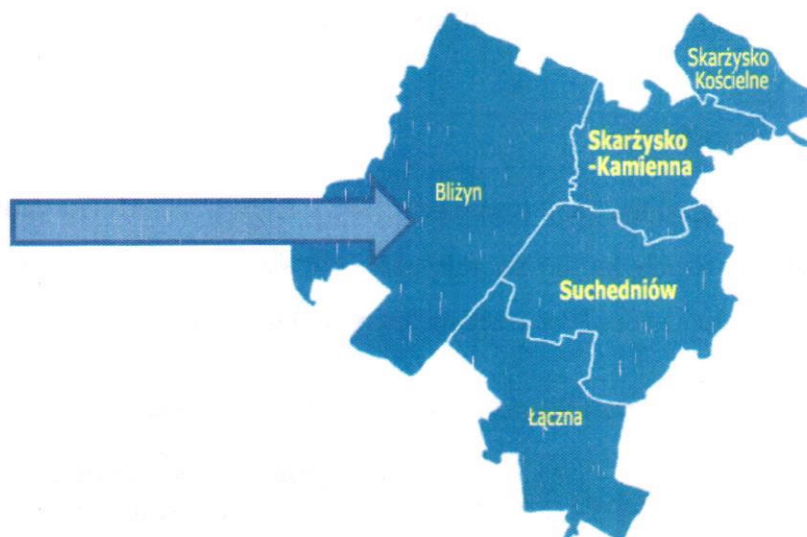 Skarżysko
Kościelne
Skarżysko
-Kamienna
Bliżyn
Suchedniów
Łączna